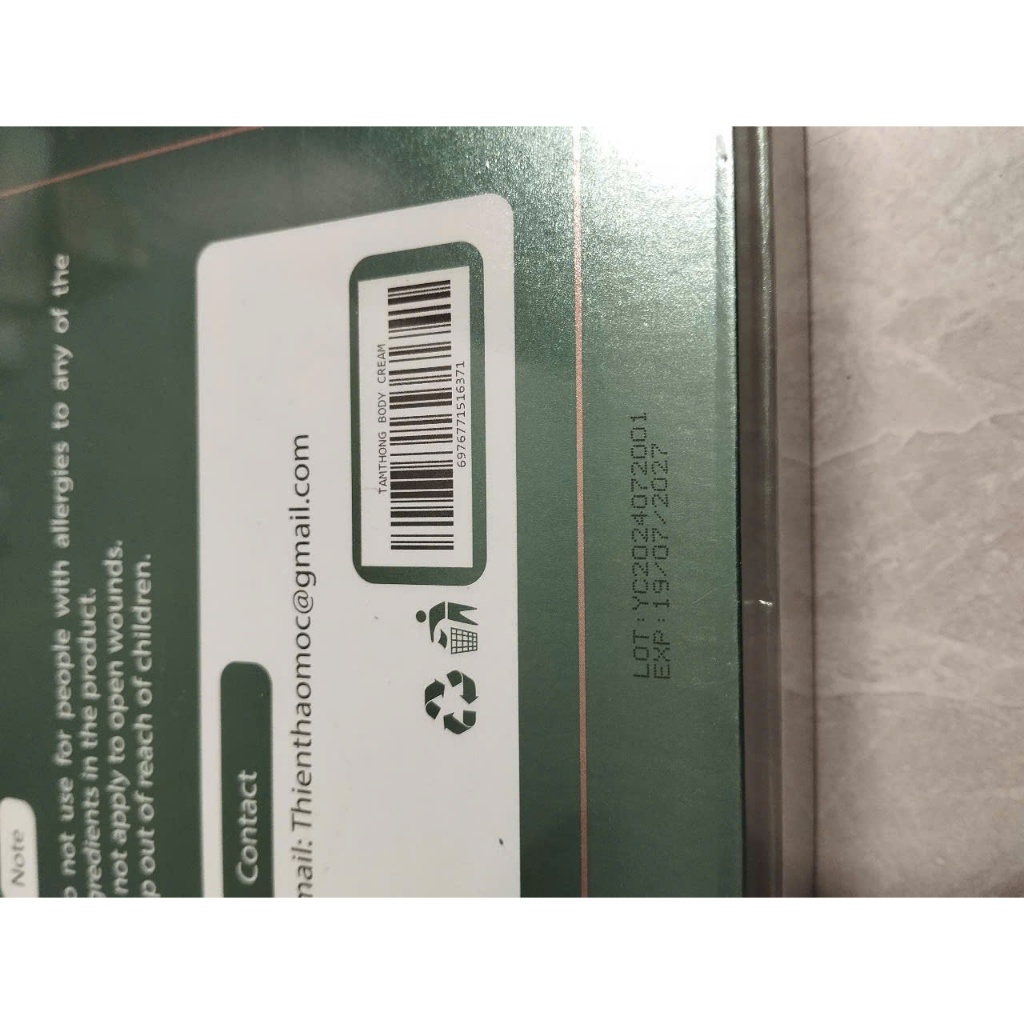 Note
not use for people with allergies to any of the
ingredients in the product.
not apply to open wounds.
out of reach of children.
Contact
mail: Thienthaomoc@gmail.com
TAMTHONG BODY CREAM
6976771516371
LOT:YC2024072001
EXP:19/07/2027